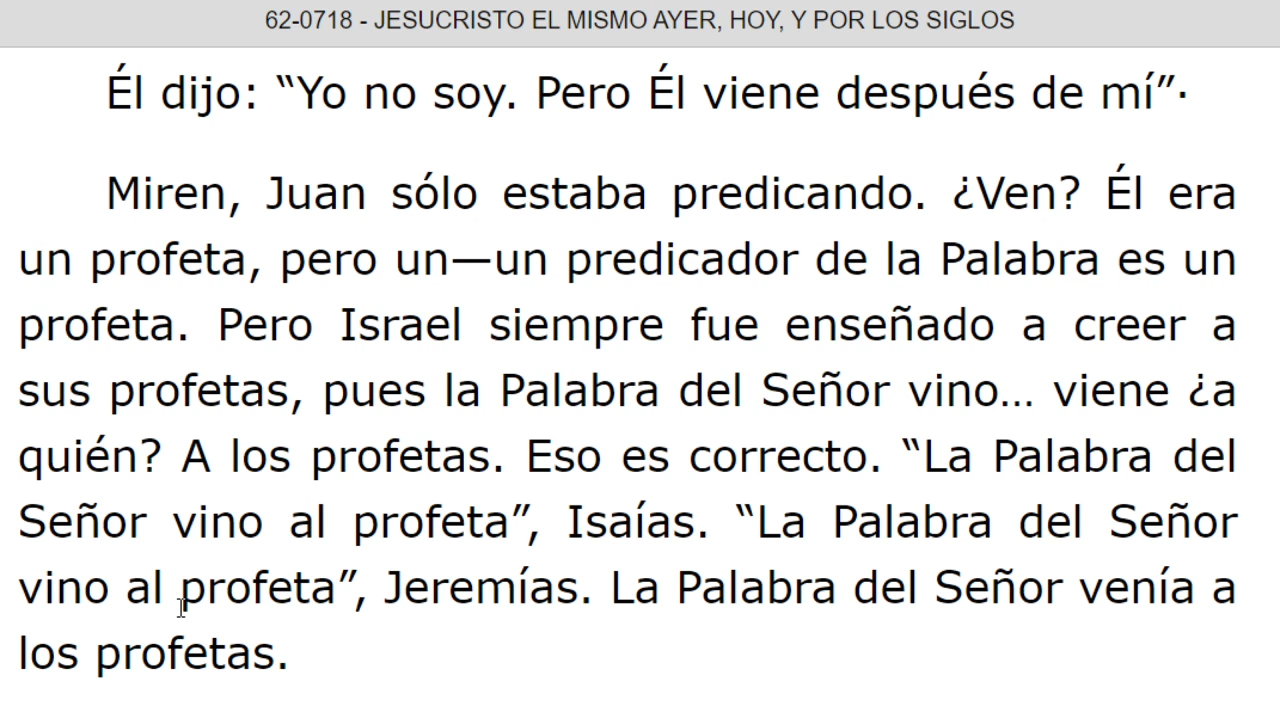 62-0718 - JESUCRISTO EL MISMO AYER, HOY, Y POR LOS SIGLOS
Él dijo: “Yo no soy. Pero Él viene después de mí”·
Miren, Juan sólo estaba predicando. ¿Ven? Él era
un profeta, pero un—un predicador de la Palabra es un
profeta. Pero Israel siempre fue enseñado a creer a
sus profetas, pues la Palabra del Señor vino... viene ¿a
quién? A los profetas. Eso es correcto. “La Palabra del
Señor vino al profeta”, Isaías. “La Palabra del Señor
vino al profeta”, Jeremías. La Palabra del Señor venía a
los profetas.